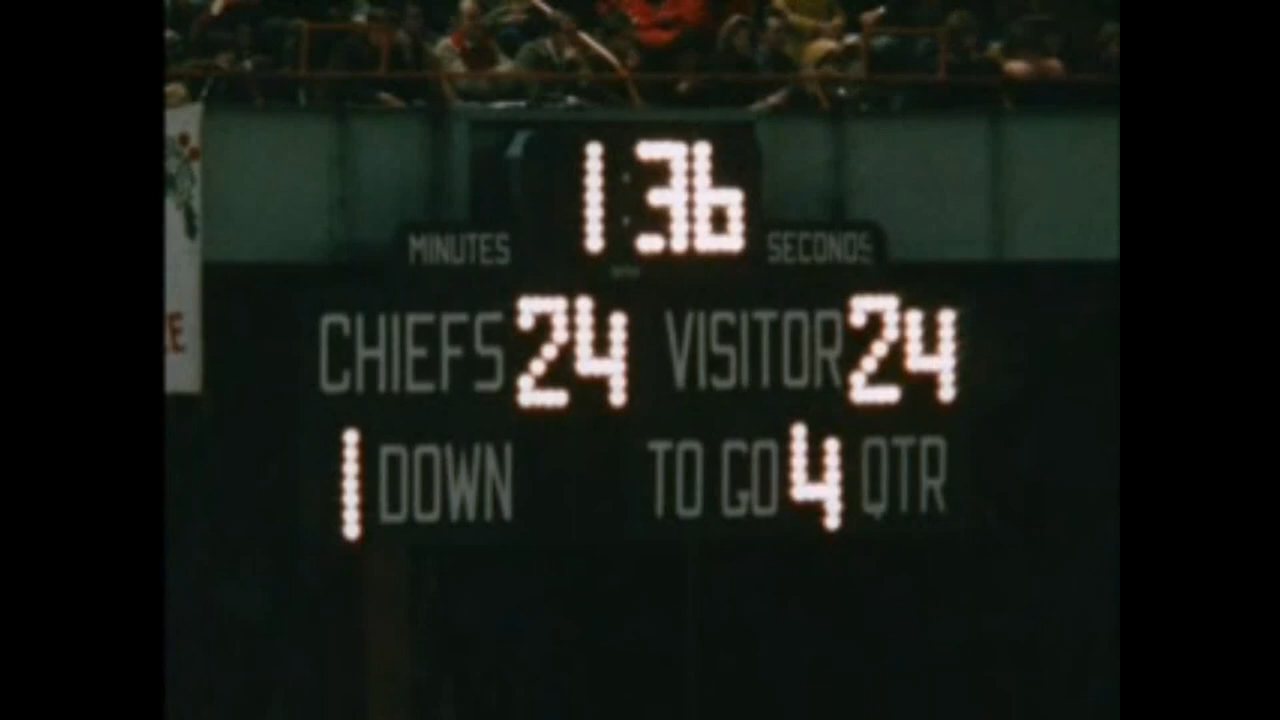 1 36
MINUTES SECONDS
CHIEFS 24 VISITOR 24
1 DOWN TO GO 4 QTR